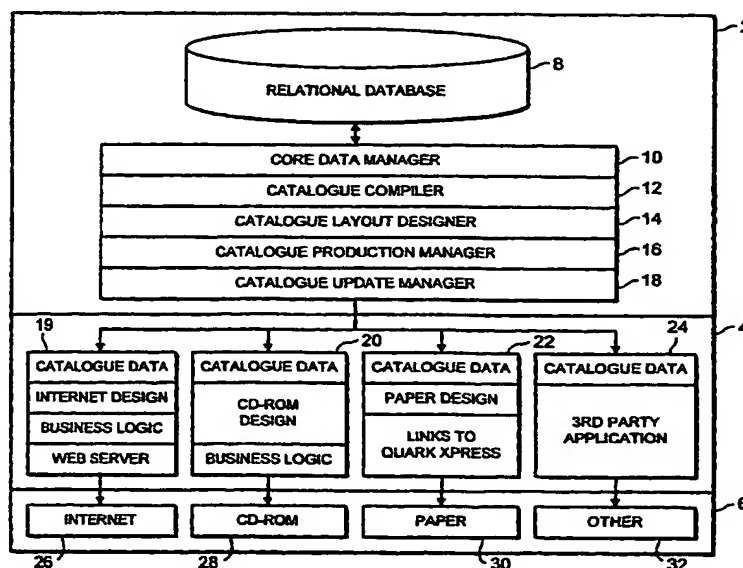 2
8
RELATIONAL DATABASE
CORE DATA MANAGER 10
CATALOGUE COMPILER 12
CATALOGUE LAYOUT DESIGNER 14
CATALOGUE PRODUCTION MANAGER 16
CATALOGUE UPDATE MANAGER 18
4
19 20 22 24
CATALOGUE DATA CATALOGUE DATA CATALOGUE DATA CATALOGUE DATA
INTERNET DESIGN CD-ROM DESIGN PAPER DESIGN 3RD PARTY APPLICATION
BUSINESS LOGIC LINKS TO QUARK XPRESS
WEB SERVER BUSINESS LOGIC
6
INTERNET CD-ROM PAPER OTHER
26 28 30 32